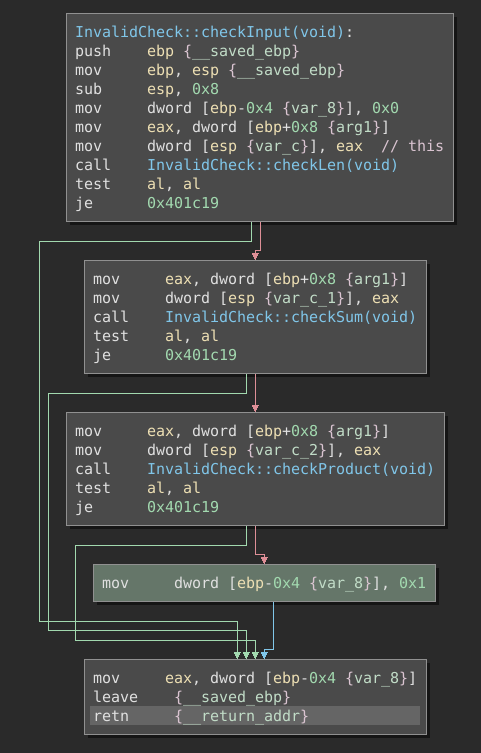 InvalidCheck::checkInput(void):
push ebp {__saved_ebp}
mov ebp, esp {__saved_ebp}
sub esp, 0x8
mov dword [ebp-0x4 {var_8}], 0x0
mov eax, dword [ebp+0x8 {arg1}]
mov dword [esp {var_c}], eax // this
call InvalidCheck::checkLen(void)
test al, al
je 0x401c19
mov eax, dword [ebp+0x8 {arg1}]
mov dword [esp {var_c_1}], eax
call InvalidCheck::checkSum(void)
test al, al
je 0x401c19
mov eax, dword [ebp+0x8 {arg1}]
mov dword [esp {var_c_2}], eax
call InvalidCheck::checkProduct(void)
test al, al
je 0x401c19
mov dword [ebp-0x4 {var_8}], 0x1
mov eax, dword [ebp-0x4 {var_8}]
leave {__saved_ebp}
retn {__return_addr}